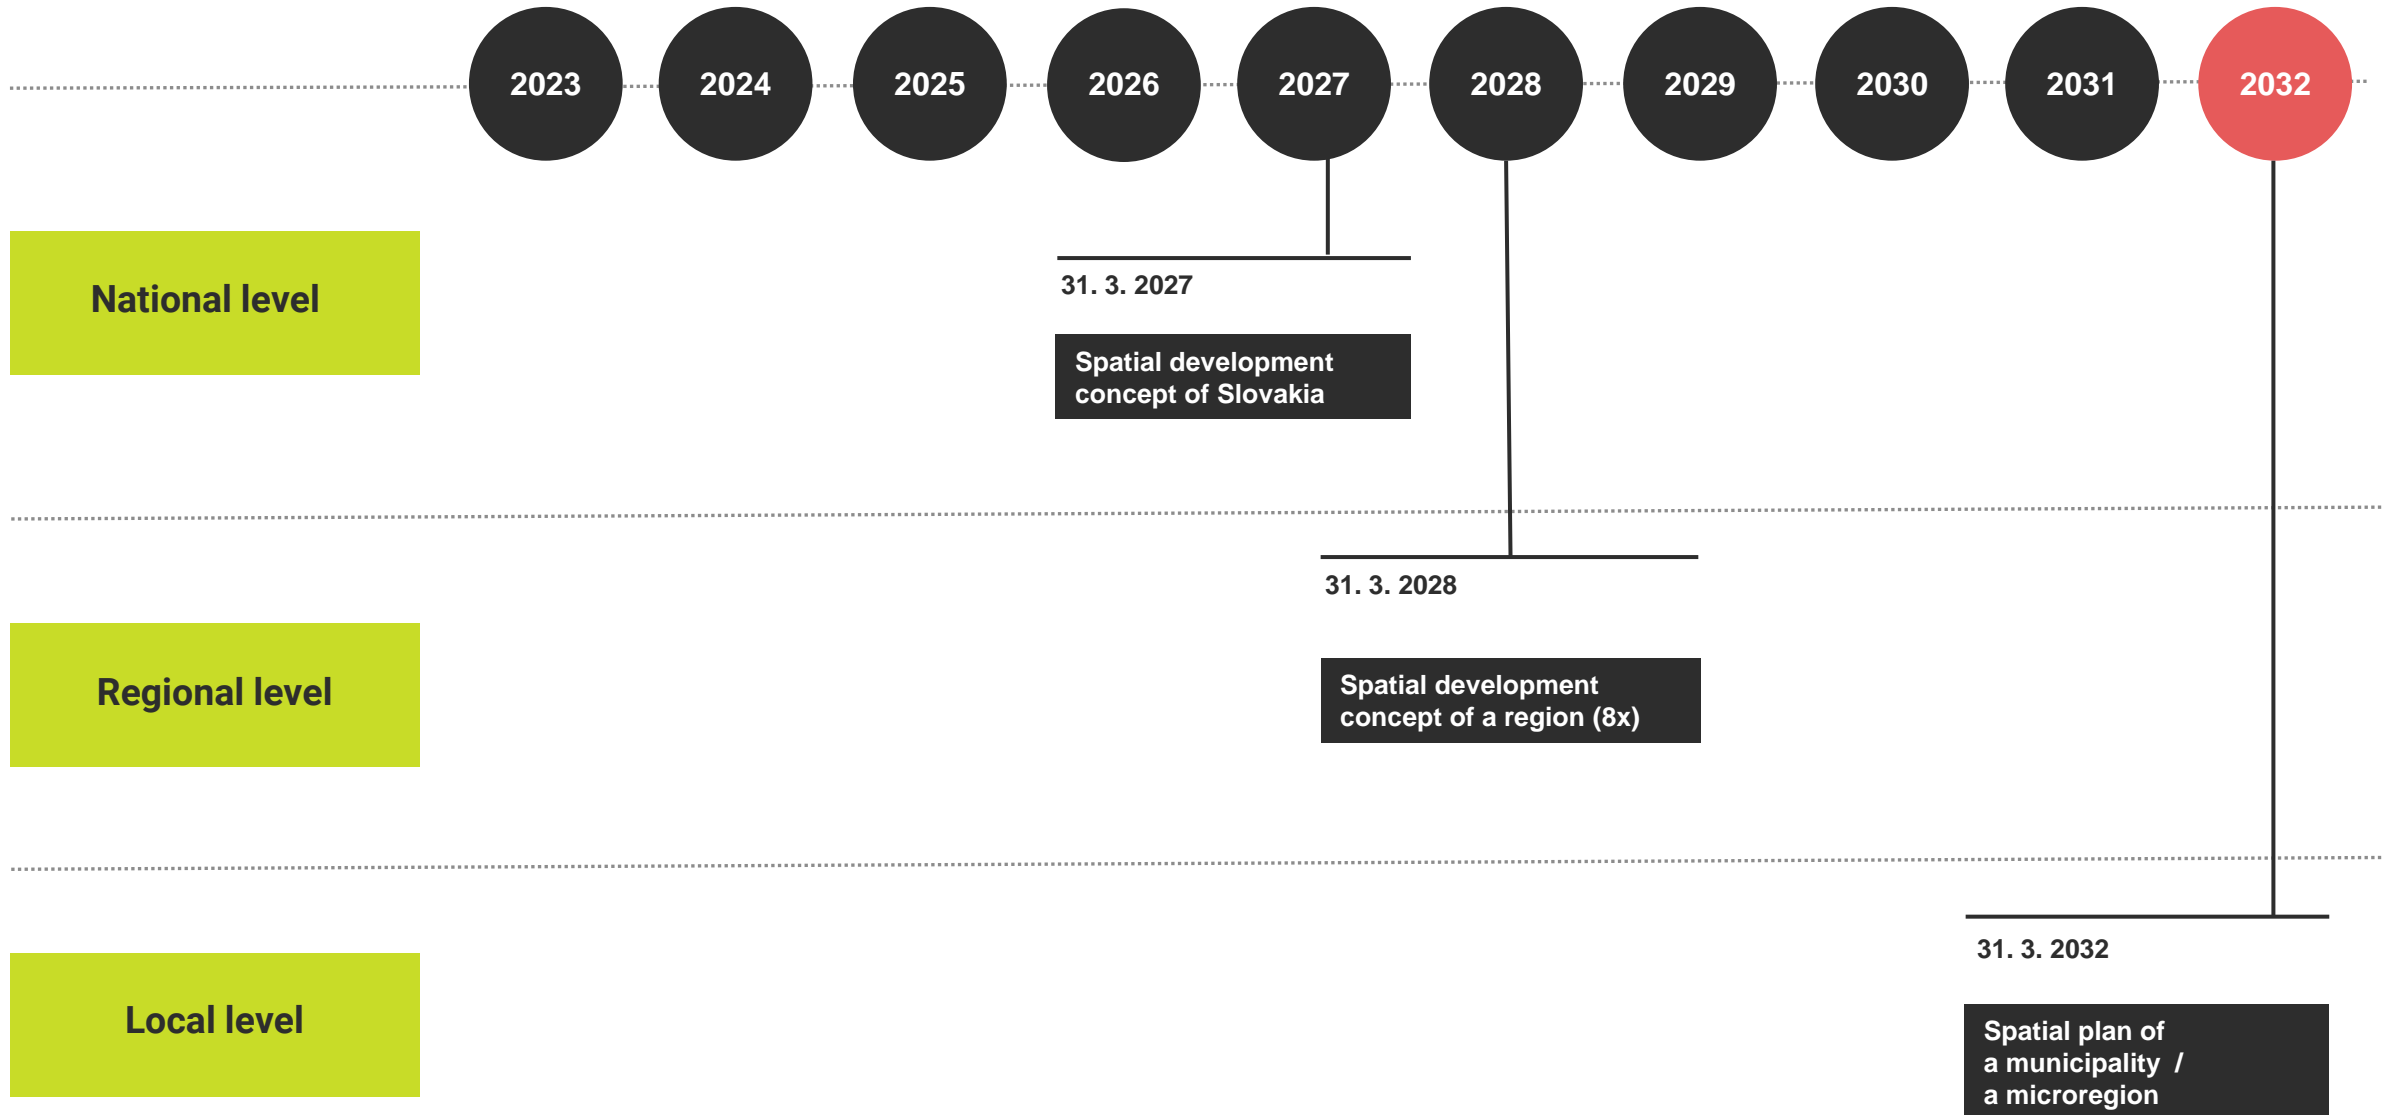 2023 2024 2025 2026 2027 2028 2029 2030 2031 2032
National level
31. 3. 2027
Spatial development
concept of Slovakia
Regional level
31. 3. 2028
Spatial development
concept of a region (8x)
Local level
31. 3. 2032
Spatial plan of
a municipality /
a microregion